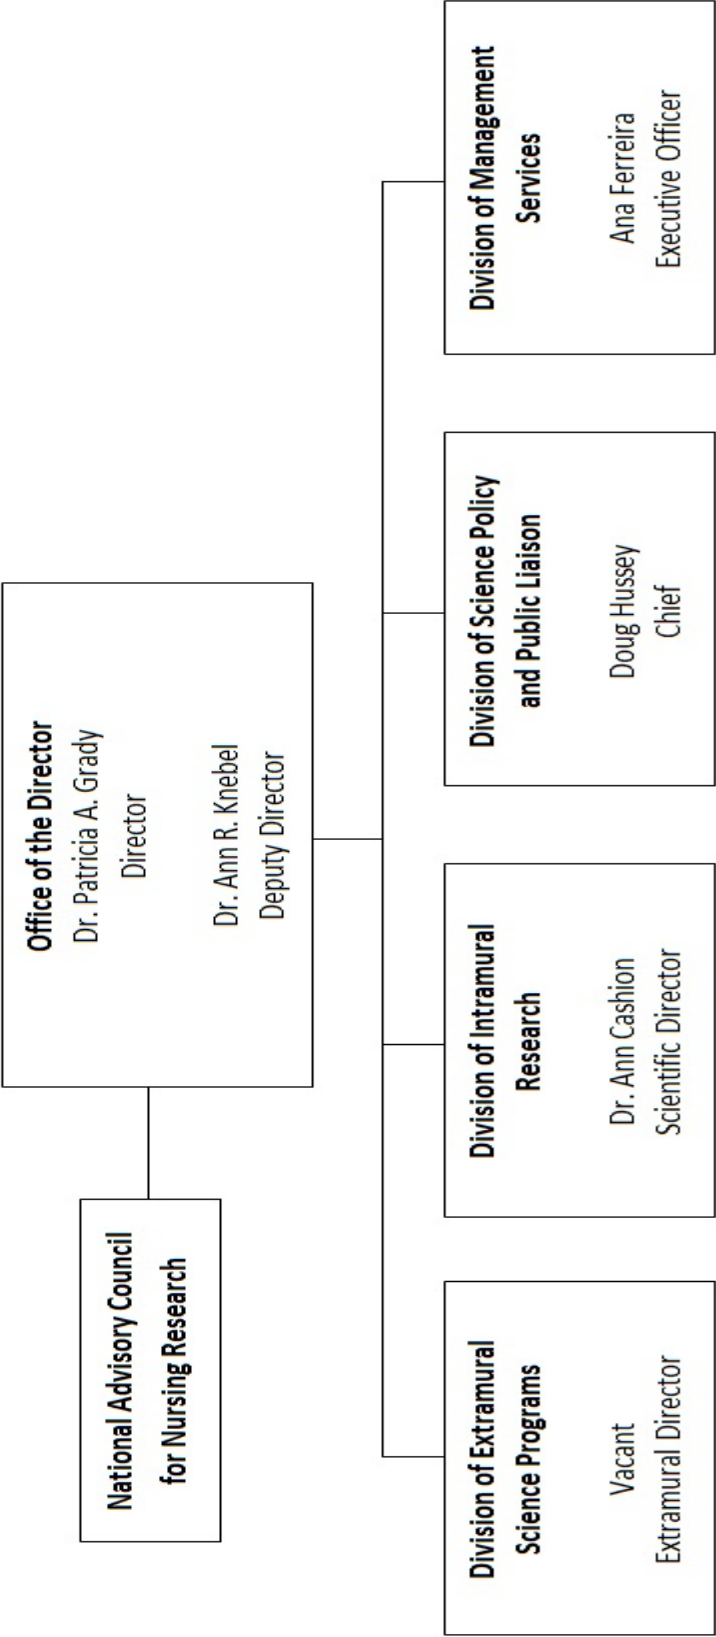 Office of the Director
Dr. Patricia A. Grady
Director
Dr. Ann R. Knebel
Deputy Director
National Advisory Council
for Nursing Research
Division of Extramural
Science Programs
Vacant
Extramural Director
Division of Intramural
Research
Dr. Ann Cashion
Scientific Director
Division of Science Policy
and Public Liaison
Doug Hussey
Chief
Division of Management
Services
Ana Ferreira
Executive Officer